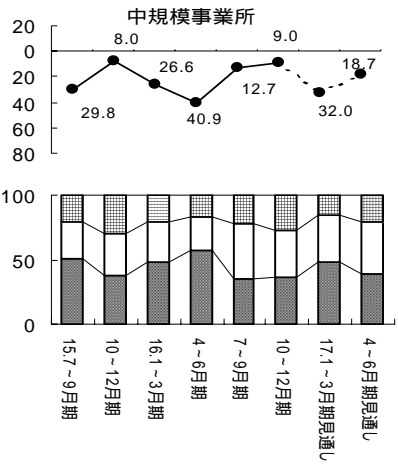 中規模事業所
20
0
20
40
60
80
29.8
8.0
26.6
40.9
12.7
9.0
32.0
18.7
100
50
0
15.7～9月期
10～12月期
16.1～3月期
4～6月期
7～9月期
10～12月期
17.1～3月期見通し
4～6月期見通し